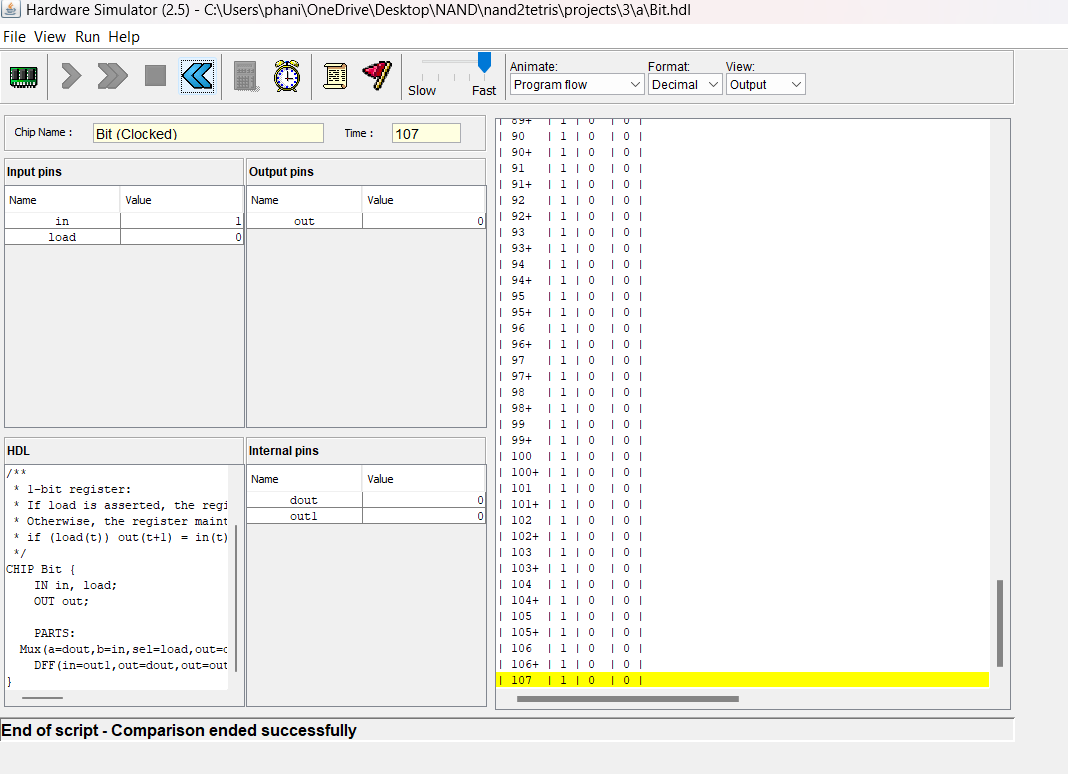 Hardware Simulator (2.5) - C:\Users\phani\OneDrive\Desktop\NAND\nand2tetris\projects\3\a\Bit.hdl
File View Run Help
Slow Fast
Animate: Format: View:
Program flow Decimal Output
Chip Name : Bit (Clocked) Time : 107
Input pins
Name Value
in 1
load 0
Output pins
Name Value
out 0
HDL
/**
* 1-bit register:
* If load is asserted, the regi
* Otherwise, the register maint
* if (load(t)) out(t+1) = in(t)
*/
CHIP Bit {
IN in, load;
OUT out;
PARTS:
Mux(a=dout,b=in,sel=load,out=o
DFF(in=out1,out=dout,out=out
}
Internal pins
Name Value
dout 0
out1 0
| 89+ | 1 | 0 | 0 |
| 90 | 1 | 0 | 0 |
| 90+ | 1 | 0 | 0 |
| 91 | 1 | 0 | 0 |
| 91+ | 1 | 0 | 0 |
| 92 | 1 | 0 | 0 |
| 92+ | 1 | 0 | 0 |
| 93 | 1 | 0 | 0 |
| 93+ | 1 | 0 | 0 |
| 94 | 1 | 0 | 0 |
| 94+ | 1 | 0 | 0 |
| 95 | 1 | 0 | 0 |
| 95+ | 1 | 0 | 0 |
| 96 | 1 | 0 | 0 |
| 96+ | 1 | 0 | 0 |
| 97 | 1 | 0 | 0 |
| 97+ | 1 | 0 | 0 |
| 98 | 1 | 0 | 0 |
| 98+ | 1 | 0 | 0 |
| 99 | 1 | 0 | 0 |
| 99+ | 1 | 0 | 0 |
| 100 | 1 | 0 | 0 |
| 100+ | 1 | 0 | 0 |
| 101 | 1 | 0 | 0 |
| 101+ | 1 | 0 | 0 |
| 102 | 1 | 0 | 0 |
| 102+ | 1 | 0 | 0 |
| 103 | 1 | 0 | 0 |
| 103+ | 1 | 0 | 0 |
| 104 | 1 | 0 | 0 |
| 104+ | 1 | 0 | 0 |
| 105 | 1 | 0 | 0 |
| 105+ | 1 | 0 | 0 |
| 106 | 1 | 0 | 0 |
| 106+ | 1 | 0 | 0 |
| 107 | 1 | 0 | 0 |
End of script - Comparison ended successfully